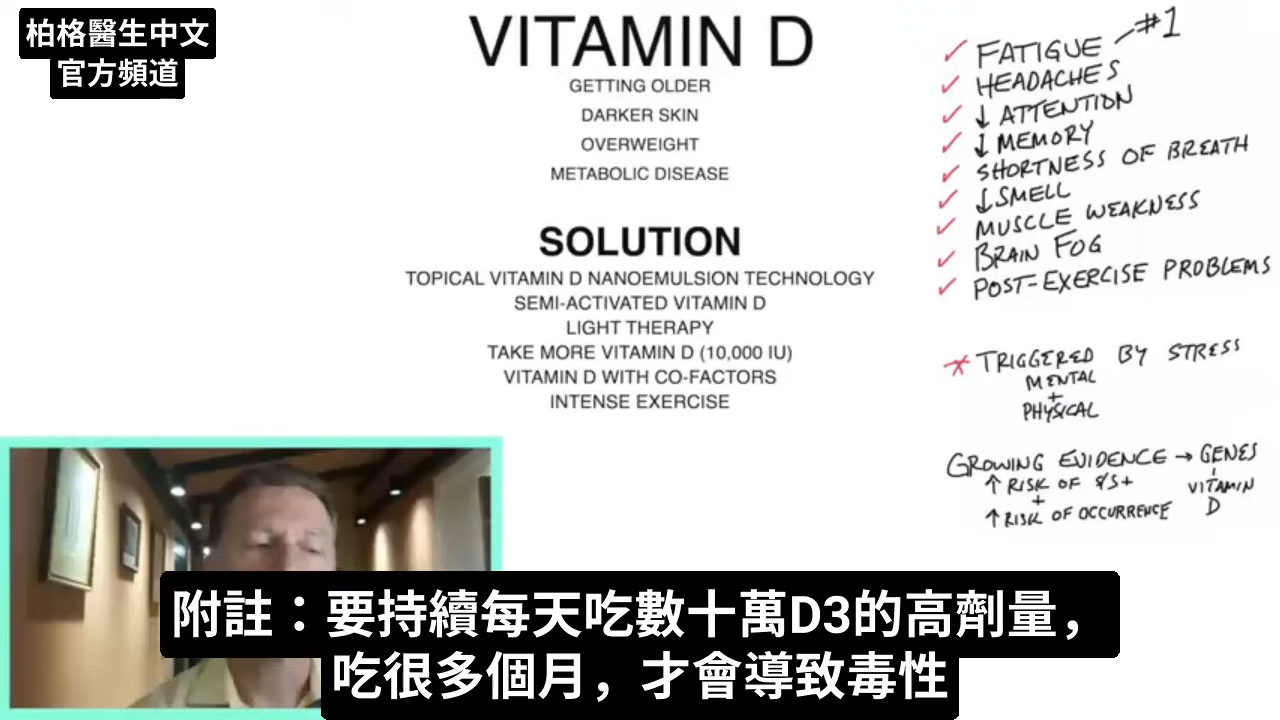 柏格醫生中文
官方頻道
VITAMIN D
GETTING OLDER
DARKER SKIN
OVERWEIGHT
METABOLIC DISEASE
SOLUTION
TOPICAL VITAMIN D NANOEMULSION TECHNOLOGY
SEMI-ACTIVATED VITAMIN D
LIGHT THERAPY
TAKE MORE VITAMIN D (10,000 IU)
VITAMIN D WITH CO-FACTORS
INTENSE EXERCISE
✓ FATIGUE - #1
✓ HEADACHES
✓ ↓ ATTENTION
✓ ↓ MEMORY
✓ SHORTNESS OF BREATH
✓ ↓ SMELL
✓ MUSCLE WEAKNESS
✓ BRAIN FOG
✓ POST-EXERCISE PROBLEMS
* TRIGGERED BY STRESS
MENTAL
+
PHYSICAL
GROWING EVIDENCE → GENES
↑ RISK OF S/S+
VITAMIN
+
D
↑ RISK OF OCCURRENCE
附註：要持續每天吃數十萬D3的高劑量，
吃很多個月，才會導致毒性